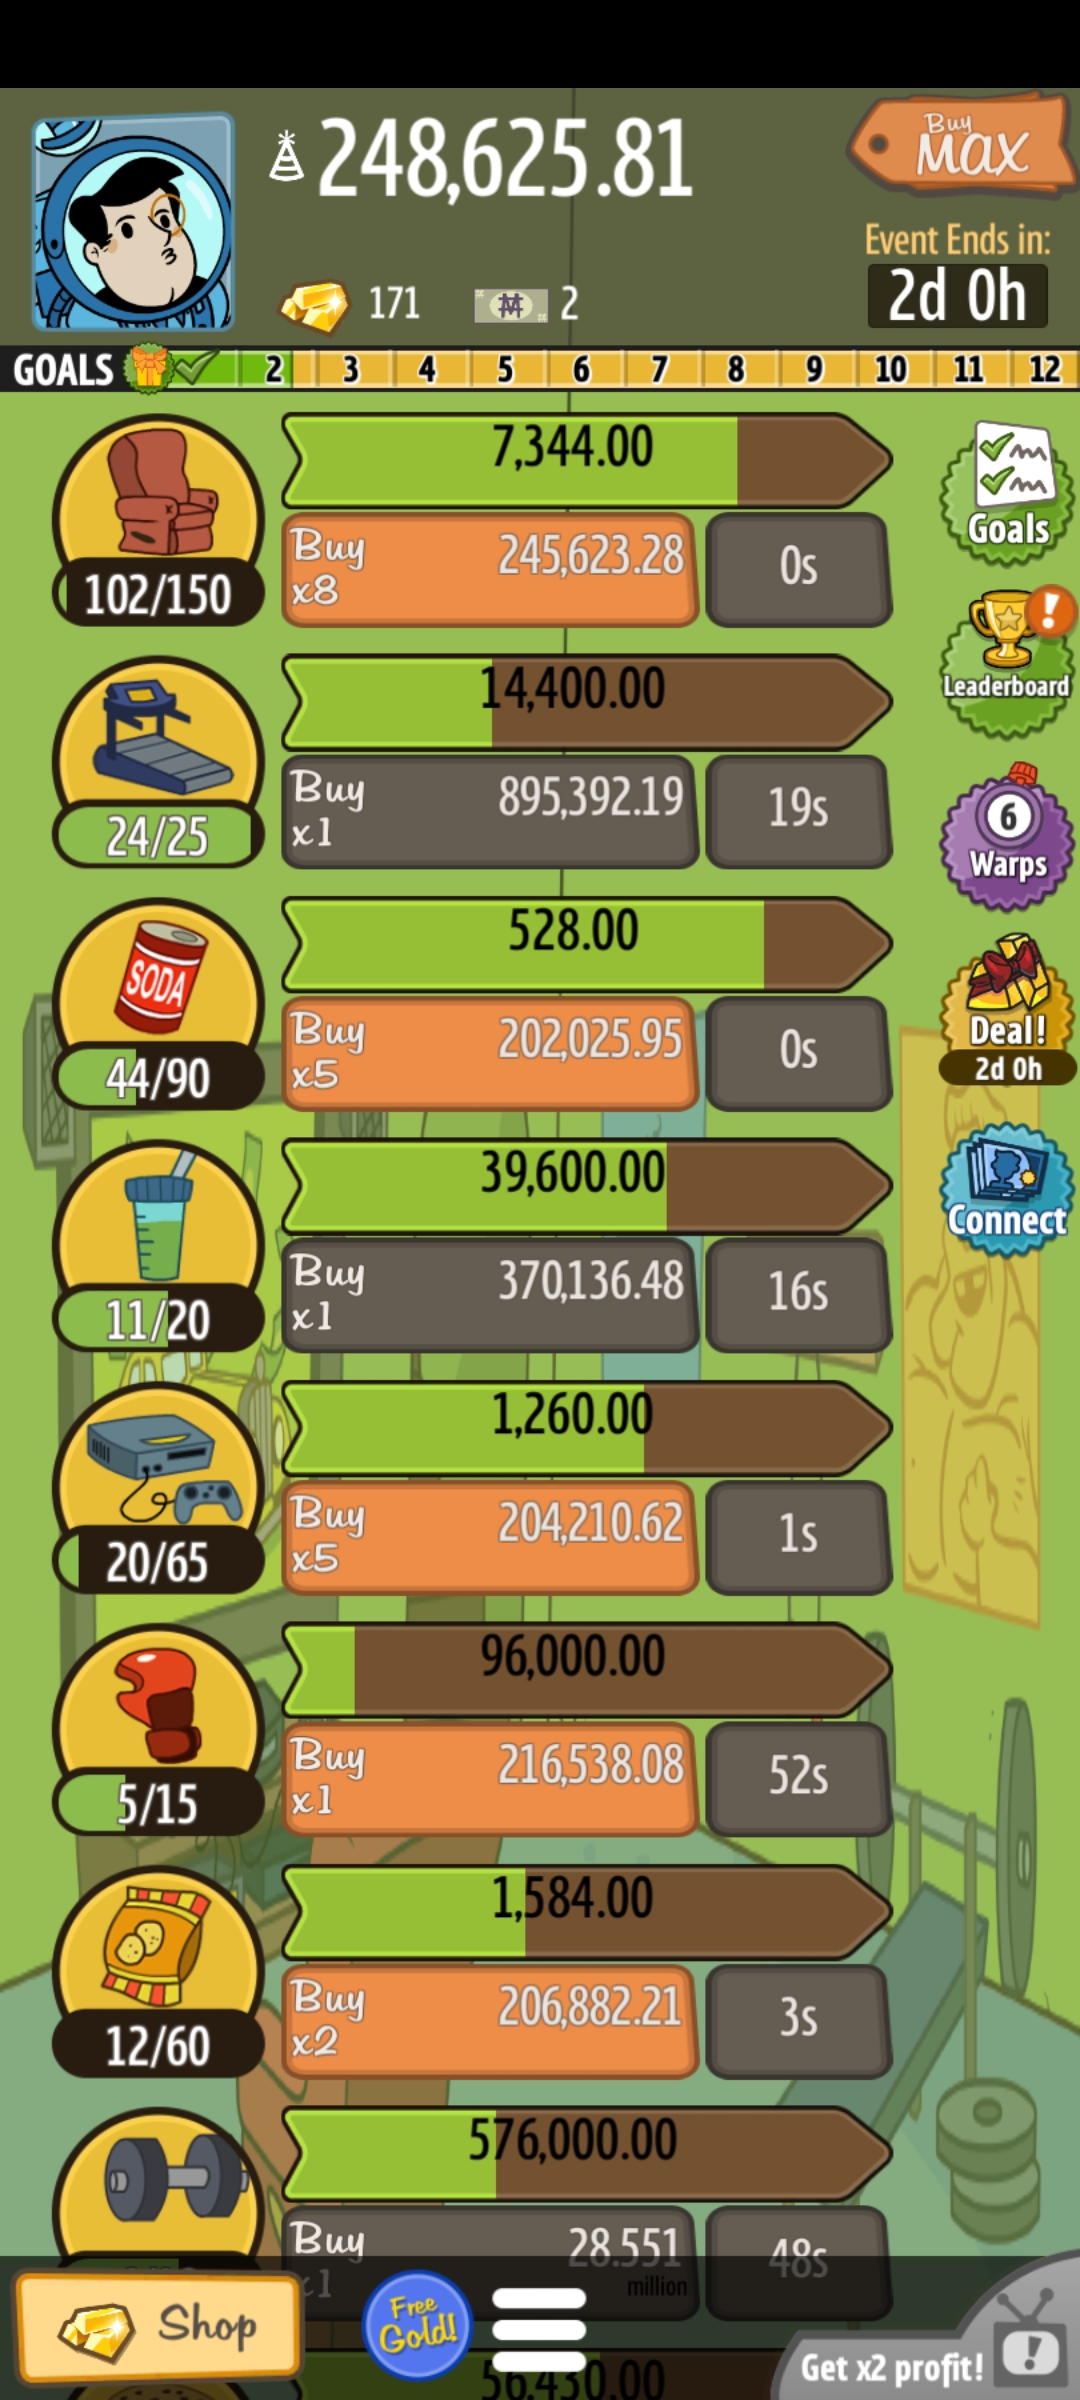 248,625.81
Buy
MAX
Event Ends in:
2d 0h
171
2
GOALS 2 3 4 5 6 7 8 9 10 11 12
7,344.00
Buy
x8
245,623.28
0s
102/150
Goals
14,400.00
Buy
x1
895,392.19
19s
24/25
Leaderboard
528.00
SODA
Buy
x5
202,025.95
0s
44/90
6
Warps
Deal!
2d 0h
39,600.00
Buy
x1
370,136.48
16s
11/20
Connect
1,260.00
Buy
x5
204,210.62
1s
20/65
96,000.00
Buy
x1
216,538.08
52s
5/15
1,584.00
Buy
x2
206,882.21
3s
12/60
576,000.00
Buy
x1
28.551
million
48s
Shop
Free
Gold!
56,430.00
Get x2 profit!